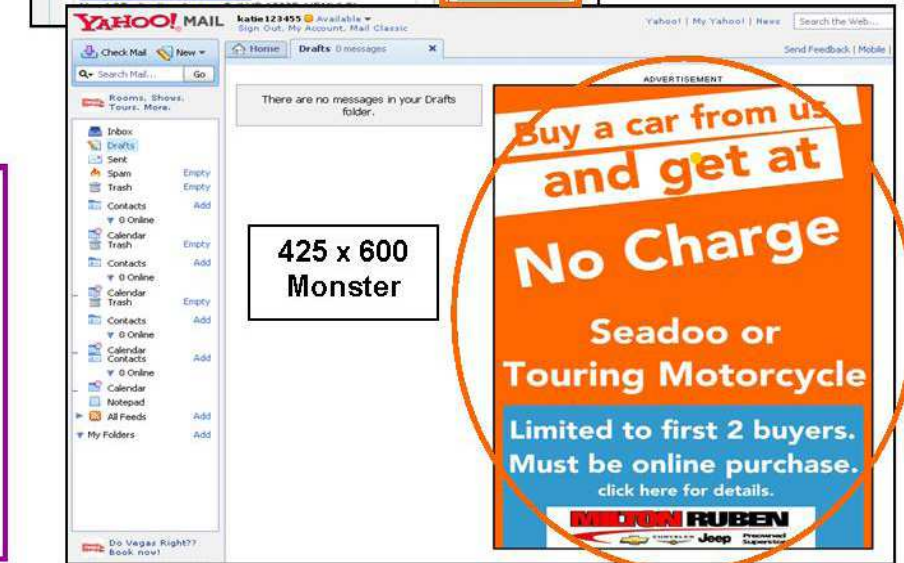 YAHOO! MAIL
katie123455 Available
Sign Out, My Account, Mail Classic
Yahoo! | My Yahoo! | News
Search the Web...
Check Mail New
Home Drafts 0 messages X
Send Feedback | Mobile |
Search Mail... Go
Rooms. Shows.
Tours. More.
Inbox
Drafts
Sent
Spam Empty
Trash Empty
Contacts Add
0 Online
Calendar
Trash Empty
Contacts Add
0 Online
Calendar
Trash Empty
Contacts Add
0 Online
Calendar
Contacts Add
0 Online
Calendar
Notepad
All Feeds Add
My Folders Add
Do Vegas Right??
Book now!
There are no messages in your Drafts
folder.
425 x 600
Monster
ADVERTISEMENT
Buy a car from us
and get at
No Charge
Seadoo or
Touring Motorcycle
Limited to first 2 buyers.
Must be online purchase.
click here for details.
MILTON RUBEN
CHEVROLET CHRYSLER Jeep Preowned
Superstore